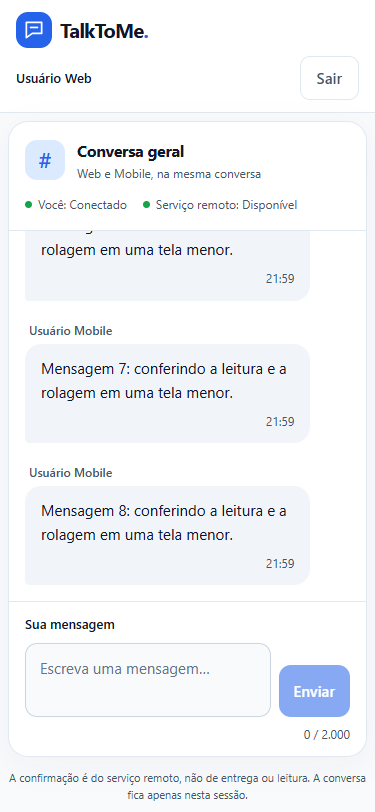 TalkToMe.
Usuário Web
Sair
#
Conversa geral
Web e Mobile, na mesma conversa
Você: Conectado
Serviço remoto: Disponível
rolagem em uma tela menor.
21:59
Usuário Mobile
Mensagem 7: conferindo a leitura e a
rolagem em uma tela menor.
21:59
Usuário Mobile
Mensagem 8: conferindo a leitura e a
rolagem em uma tela menor.
21:59
Sua mensagem
Escreva uma mensagem...
Enviar
0 / 2.000
A confirmação é do serviço remoto, não de entrega ou leitura. A conversa
fica apenas nesta sessão.